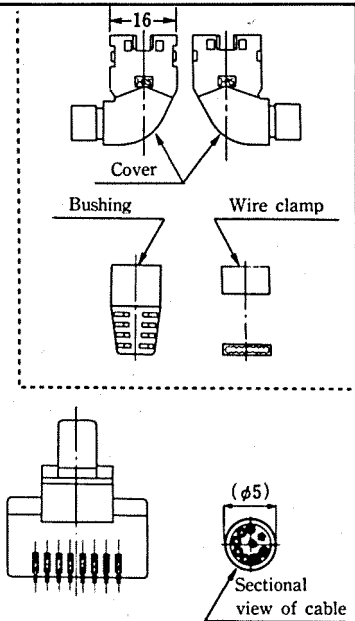 16
Cover
Bushing
Wire clamp
(φ5)
Sectional
view of cable